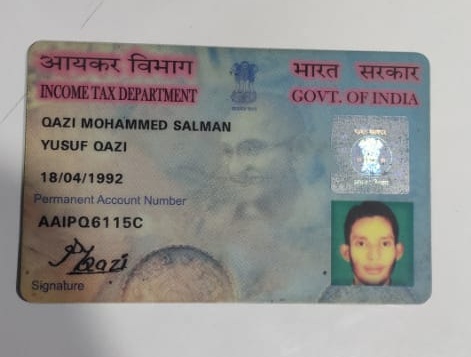 आयकर विभाग
भारत सरकार
INCOME TAX DEPARTMENT
GOVT. OF INDIA
QAZI MOHAMMED SALMAN
YUSUF QAZI
18/04/1992
Permanent Account Number
AAIPQ6115C
Signature